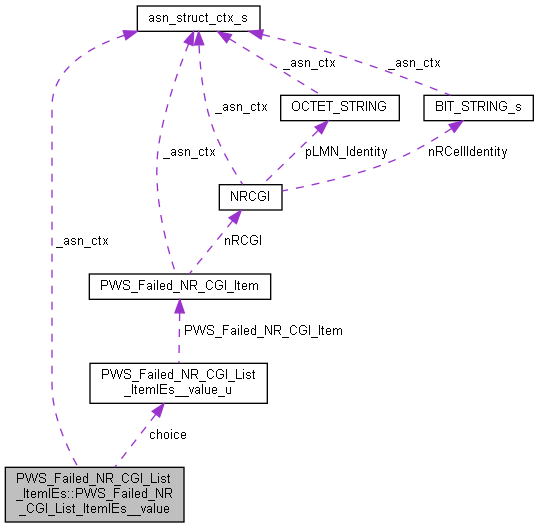 asn_struct_ctx_s
_asn_ctx
_asn_ctx
OCTET_STRING
BIT_STRING_s
_asn_ctx
_asn_ctx
pLMN_Identity
nRCellIdentity
NRCGI
_asn_ctx
nRCGI
PWS_Failed_NR_CGI_Item
PWS_Failed_NR_CGI_Item
PWS_Failed_NR_CGI_List
_ItemIEs__value_u
choice
PWS_Failed_NR_CGI_List
_ItemIEs::PWS_Failed_NR
_CGI_List_ItemIEs__value